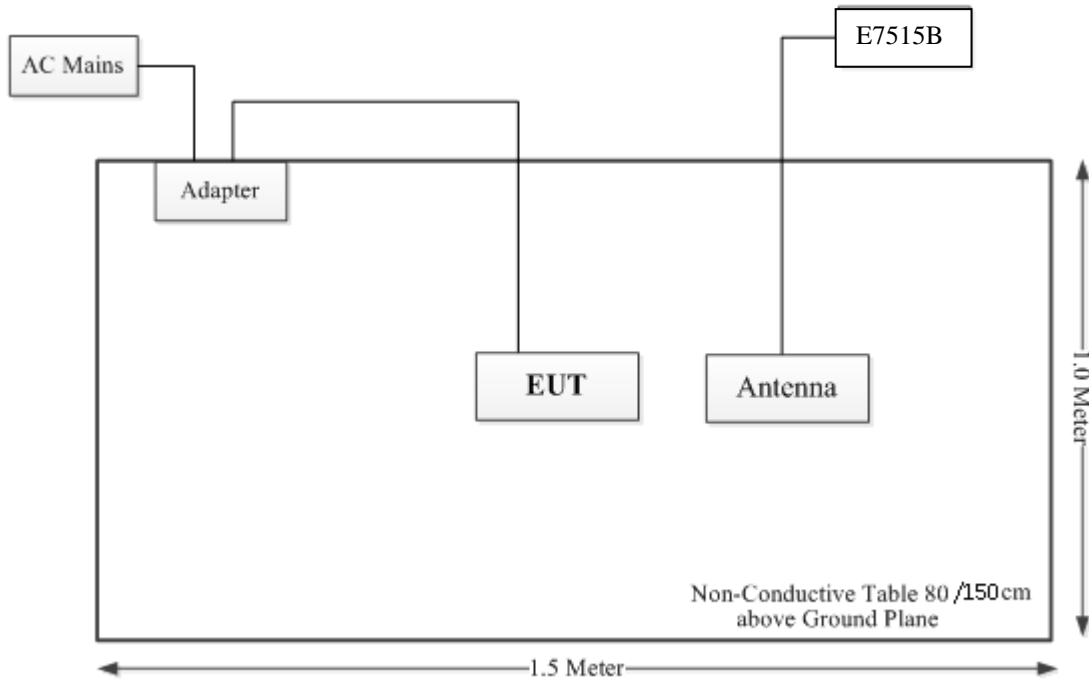 E7515B
AC Mains
Adapter
EUT
Antenna
1.0 Meter
Non-Conductive Table 80 /150cm
above Ground Plane
1.5 Meter